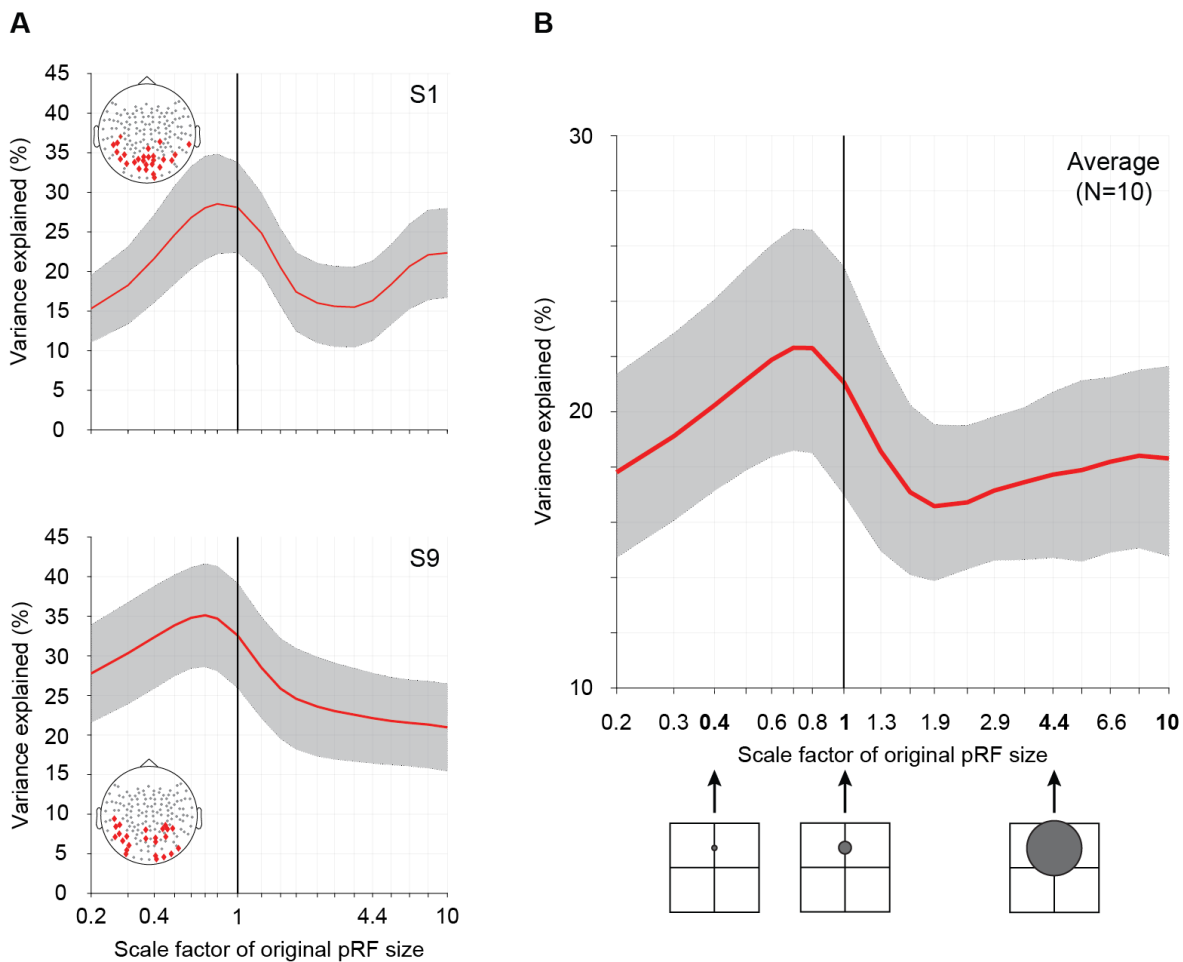 A
B
45
40
35
30
25
20
15
10
5
0
Variance explained (%)
S1
45
40
35
30
25
20
15
10
5
0
Variance explained (%)
S9
0.2 0.4 1 4.4 10
Scale factor of original pRF size
30
20
10
Variance explained (%)
Average
(N=10)
0.2 0.3 0.4 0.6 0.8 1 1.3 1.9 2.9 4.4 6.6 10
Scale factor of original pRF size